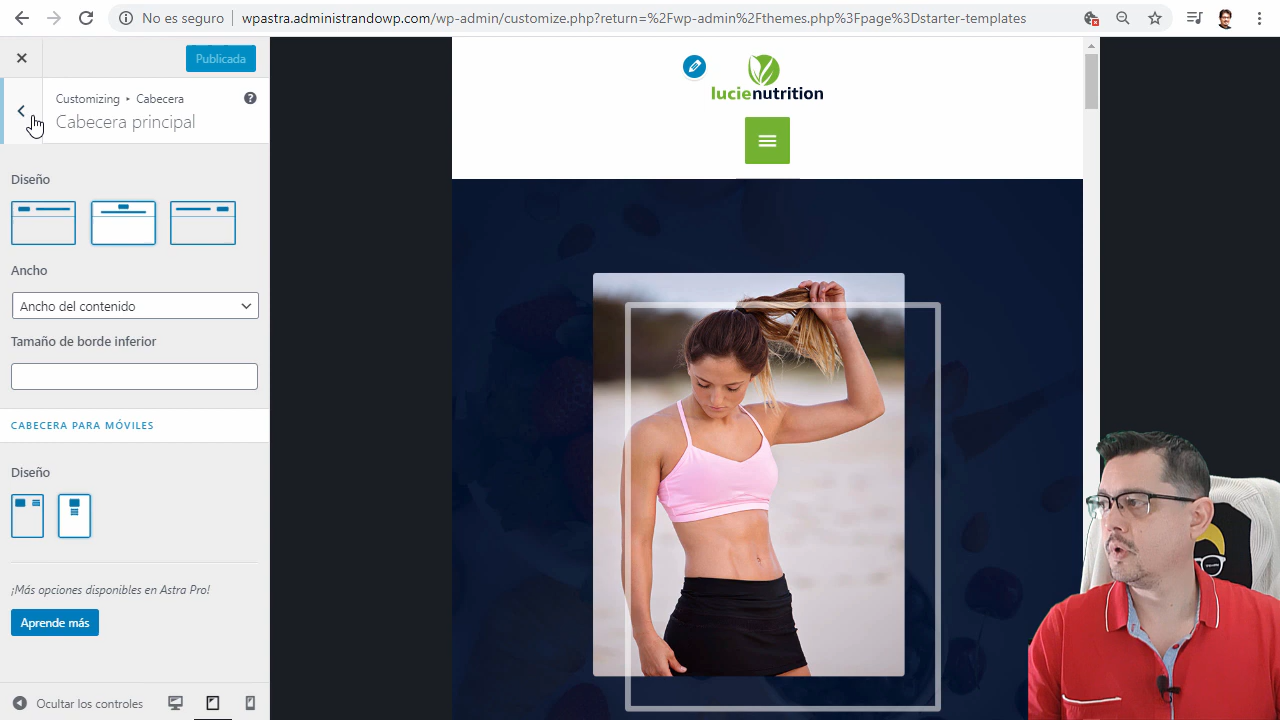 No es seguro
wpastra.administrandowp.com/wp-admin/customize.php?return=%2Fwp-admin%2Fthemes.php%3Fpage%3Dstarter-templates
Publicada
Customizing ‣ Cabecera
Cabecera principal
Diseño
Ancho
Ancho del contenido
Tamaño de borde inferior
CABECERA PARA MÓVILES
Diseño
¡Más opciones disponibles en Astra Pro!
Aprende más
Ocultar los controles
lucienutrition